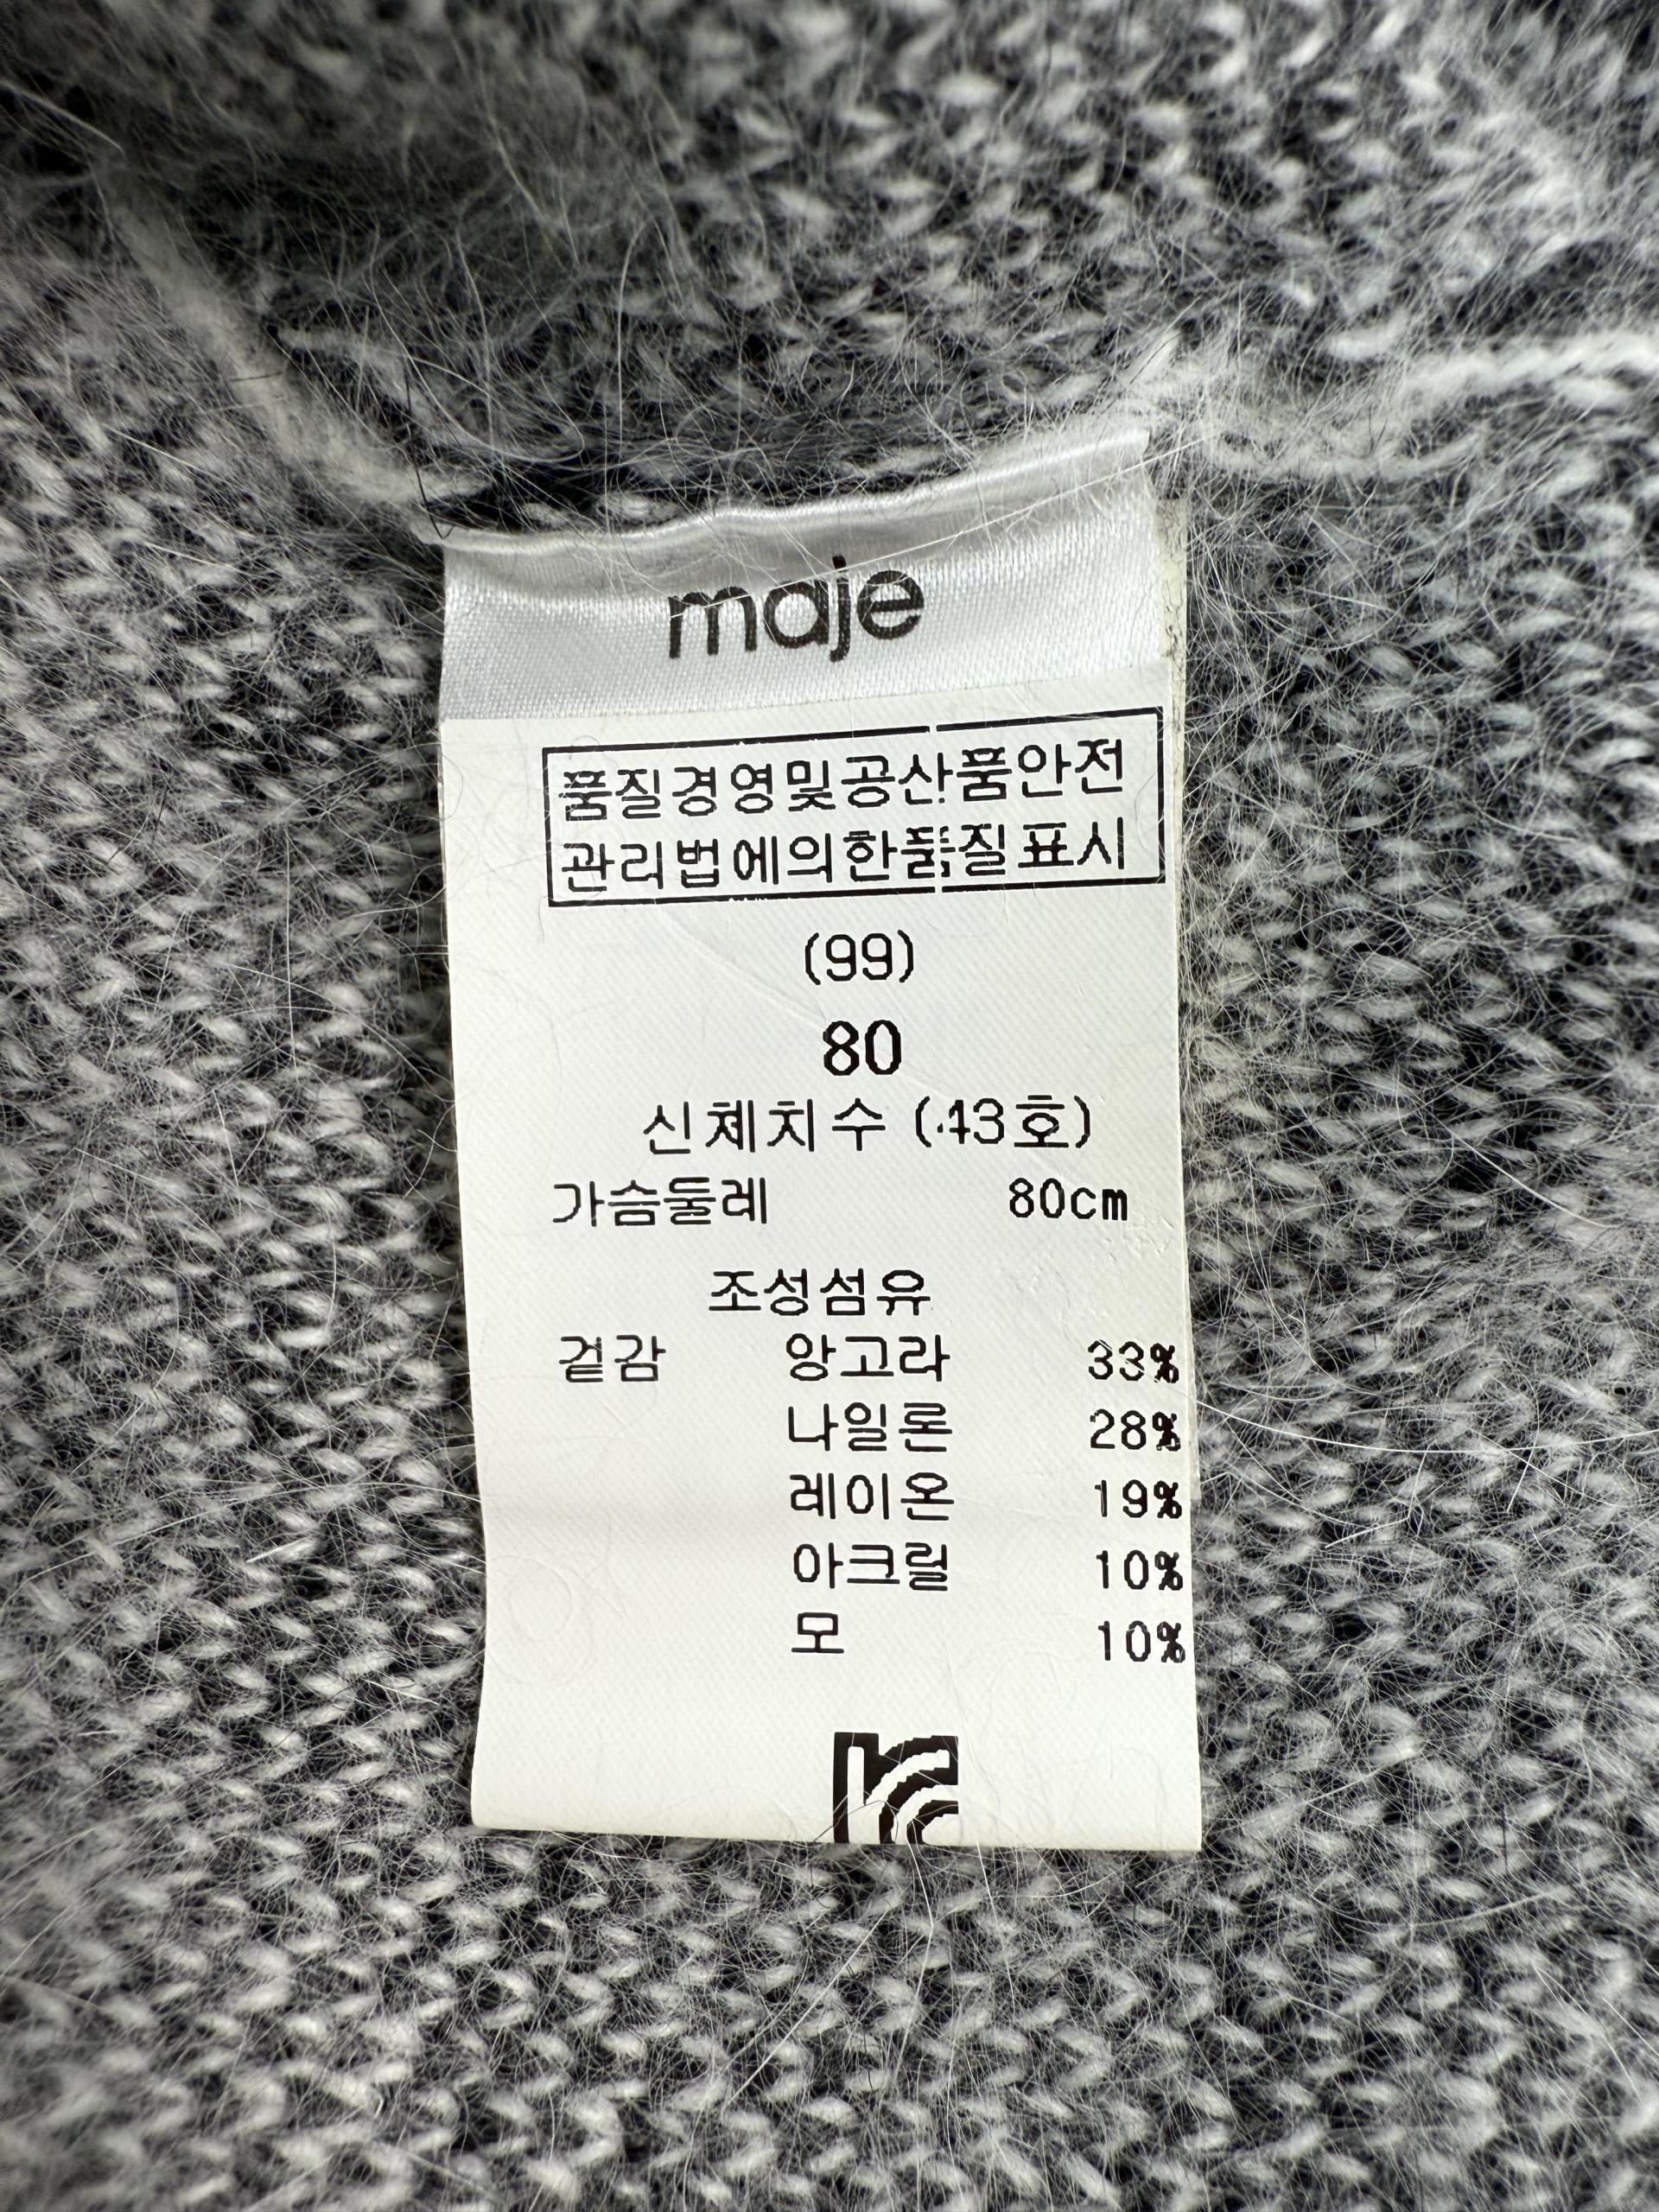 maje
품질경영및공산품안전
관리법에의한품질표시
(99)
80
신체치수 (43호)
가슴둘레 80cm
조성섬유
겉감 앙고라 33%
나일론 28%
레이온 19%
아크릴 10%
모 10%